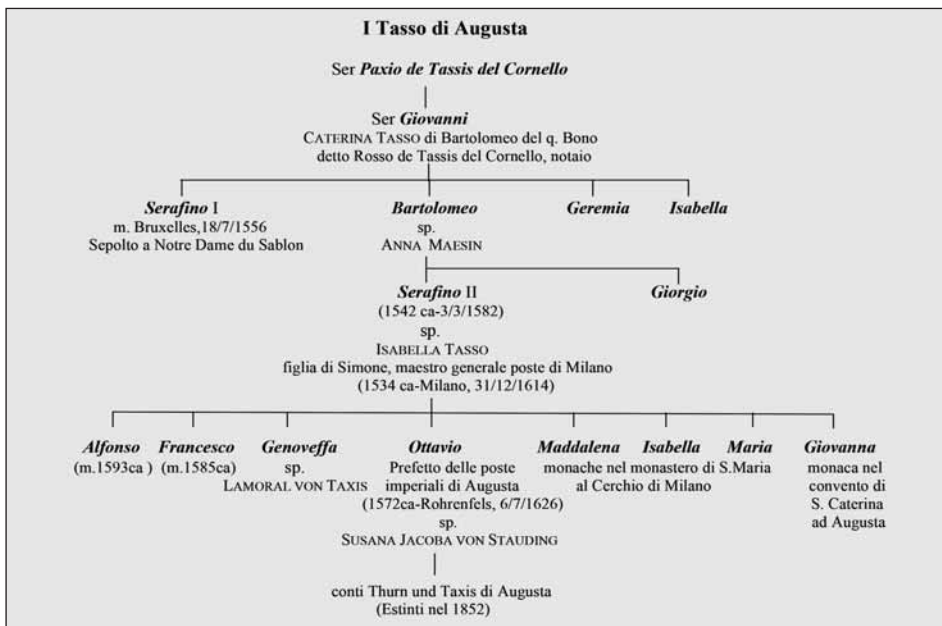 I Tasso di Augusta
Ser Paxio de Tassis del Cornello
Ser Giovanni
CATERINA TASSO di Bartolomeo del q. Bono
detto Rosso de Tassis del Cornello, notaio
Serafino I
m. Bruxelles,18/7/1556
Sepolto a Notre Dame du Sablon
Bartolomeo
sp.
ANNA MAESIN
Geremia
Isabella
Serafino II
(1542 ca-3/3/1582)
sp.
ISABELLA TASSO
figlia di Simone, maestro generale poste di Milano
(1534 ca-Milano, 31/12/1614)
Giorgio
Alfonso
(m.1593ca )
Francesco
(m.1585ca)
Genoveffa
sp.
LAMORAL VON TAXIS
Ottavio
Prefetto delle poste
imperiali di Augusta
(1572ca-Rohrenfels, 6/7/1626)
sp.
SUSANA JACOBA VON STAUDING
Maddalena Isabella Maria
monache nel monastero di S.Maria
al Cerchio di Milano
Giovanna
monaca nel
convento di
S. Caterina
ad Augusta
conti Thurn und Taxis di Augusta
(Estinti nel 1852)